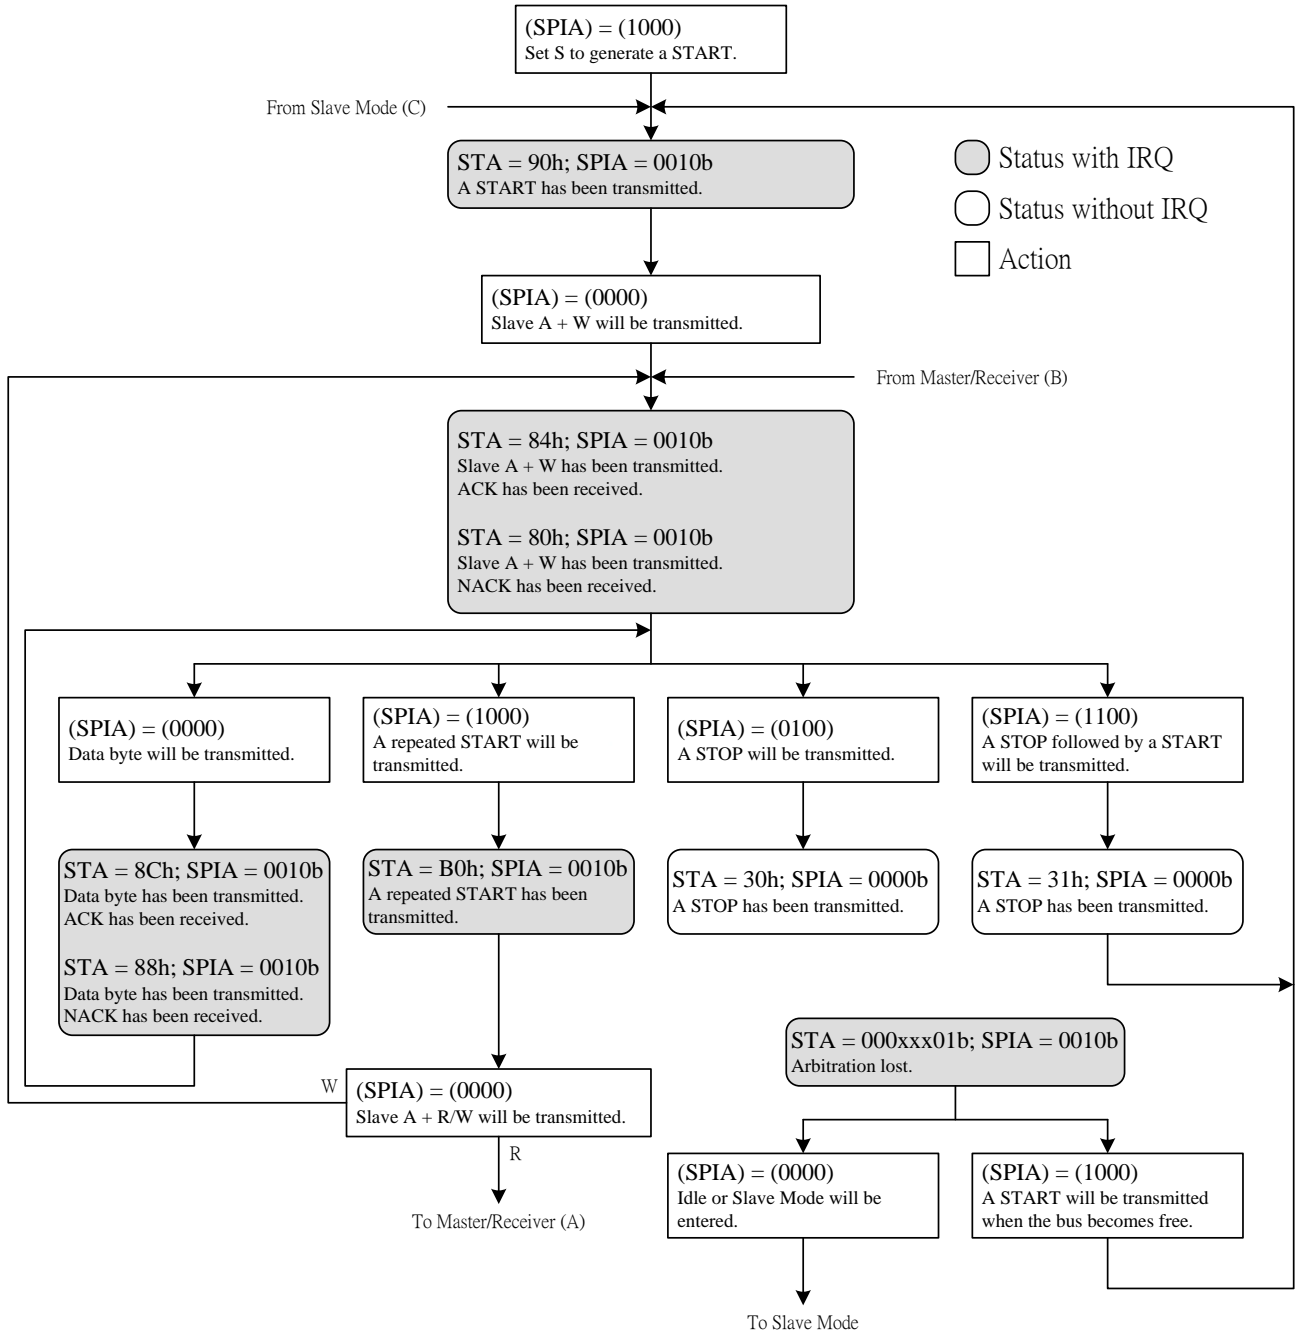 (SPIA) = (1000)
Set S to generate a START.
From Slave Mode (C)
STA = 90h; SPIA = 0010b
A START has been transmitted.
Status with IRQ
Status without IRQ
Action
(SPIA) = (0000)
Slave A + W will be transmitted.
From Master/Receiver (B)
STA = 84h; SPIA = 0010b
Slave A + W has been transmitted.
ACK has been received.
STA = 80h; SPIA = 0010b
Slave A + W has been transmitted.
NACK has been received.
(SPIA) = (0000)
Data byte will be transmitted.
(SPIA) = (1000)
A repeated START will be
transmitted.
(SPIA) = (0100)
A STOP will be transmitted.
(SPIA) = (1100)
A STOP followed by a START
will be transmitted.
STA = 8Ch; SPIA = 0010b
Data byte has been transmitted.
ACK has been received.
STA = 88h; SPIA = 0010b
Data byte has been transmitted.
NACK has been received.
STA = B0h; SPIA = 0010b
A repeated START has been
transmitted.
STA = 30h; SPIA = 0000b
A STOP has been transmitted.
STA = 31h; SPIA = 0000b
A STOP has been transmitted.
STA = 000xxx01b; SPIA = 0010b
Arbitration lost.
W
(SPIA) = (0000)
Slave A + R/W will be transmitted.
R
To Master/Receiver (A)
(SPIA) = (0000)
Idle or Slave Mode will be
entered.
(SPIA) = (1000)
A START will be transmitted
when the bus becomes free.
To Slave Mode